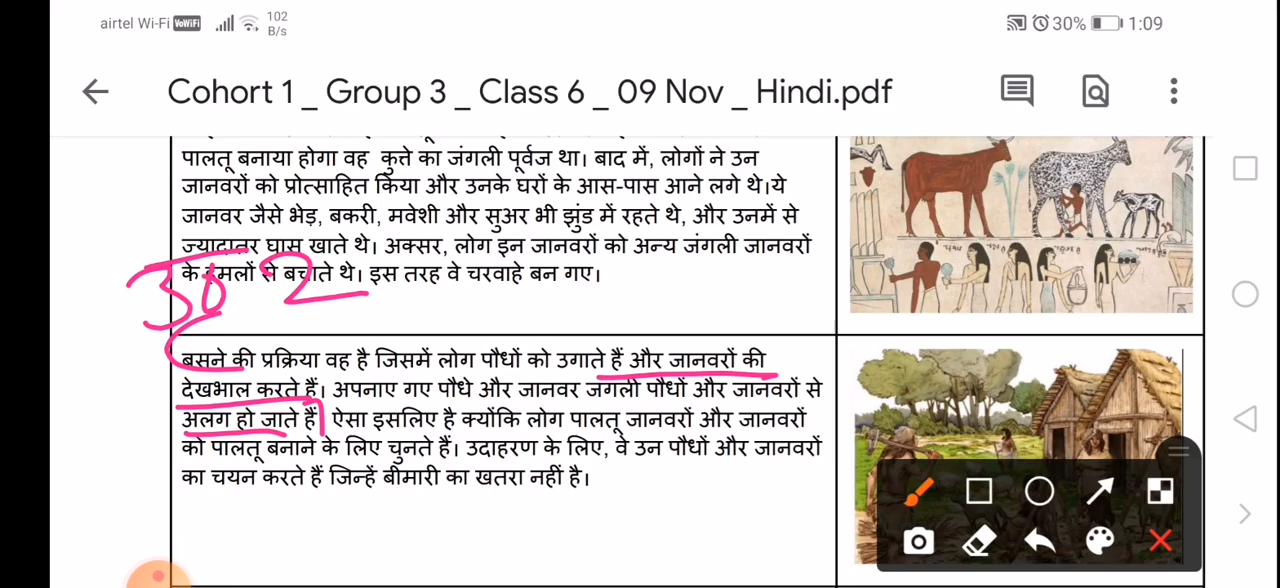 airtel Wi-Fi VoWiFi 102 B/s 30% 1:09
Cohort 1 _ Group 3 _ Class 6 _ 09 Nov _ Hindi.pdf
पालतू बनाया होगा वह कुत्ते का जंगली पूर्वज था। बाद में, लोगों ने उन
जानवरों को प्रोत्साहित किया और उनके घरों के आस-पास आने लगे थे।ये
जानवर जैसे भेड़, बकरी, मवेशी और सुअर भी झुंड में रहते थे, और उनमें से
ज्यादातर घास खाते थे। अक्सर, लोग इन जानवरों को अन्य जंगली जानवरों
के हमलों से बचाते थे। इस तरह वे चरवाहे बन गए।
बसने की प्रक्रिया वह है जिसमें लोग पौधों को उगाते हैं और जानवरों की
देखभाल करते हैं। अपनाए गए पौधे और जानवर जंगली पौधों और जानवरों से
अलग हो जाते हैं। ऐसा इसलिए है क्योंकि लोग पालतू जानवरों और जानवरों
को पालतू बनाने के लिए चुनते हैं। उदाहरण के लिए, वे उन पौधों और जानवरों
का चयन करते हैं जिन्हें बीमारी का खतरा नहीं है।